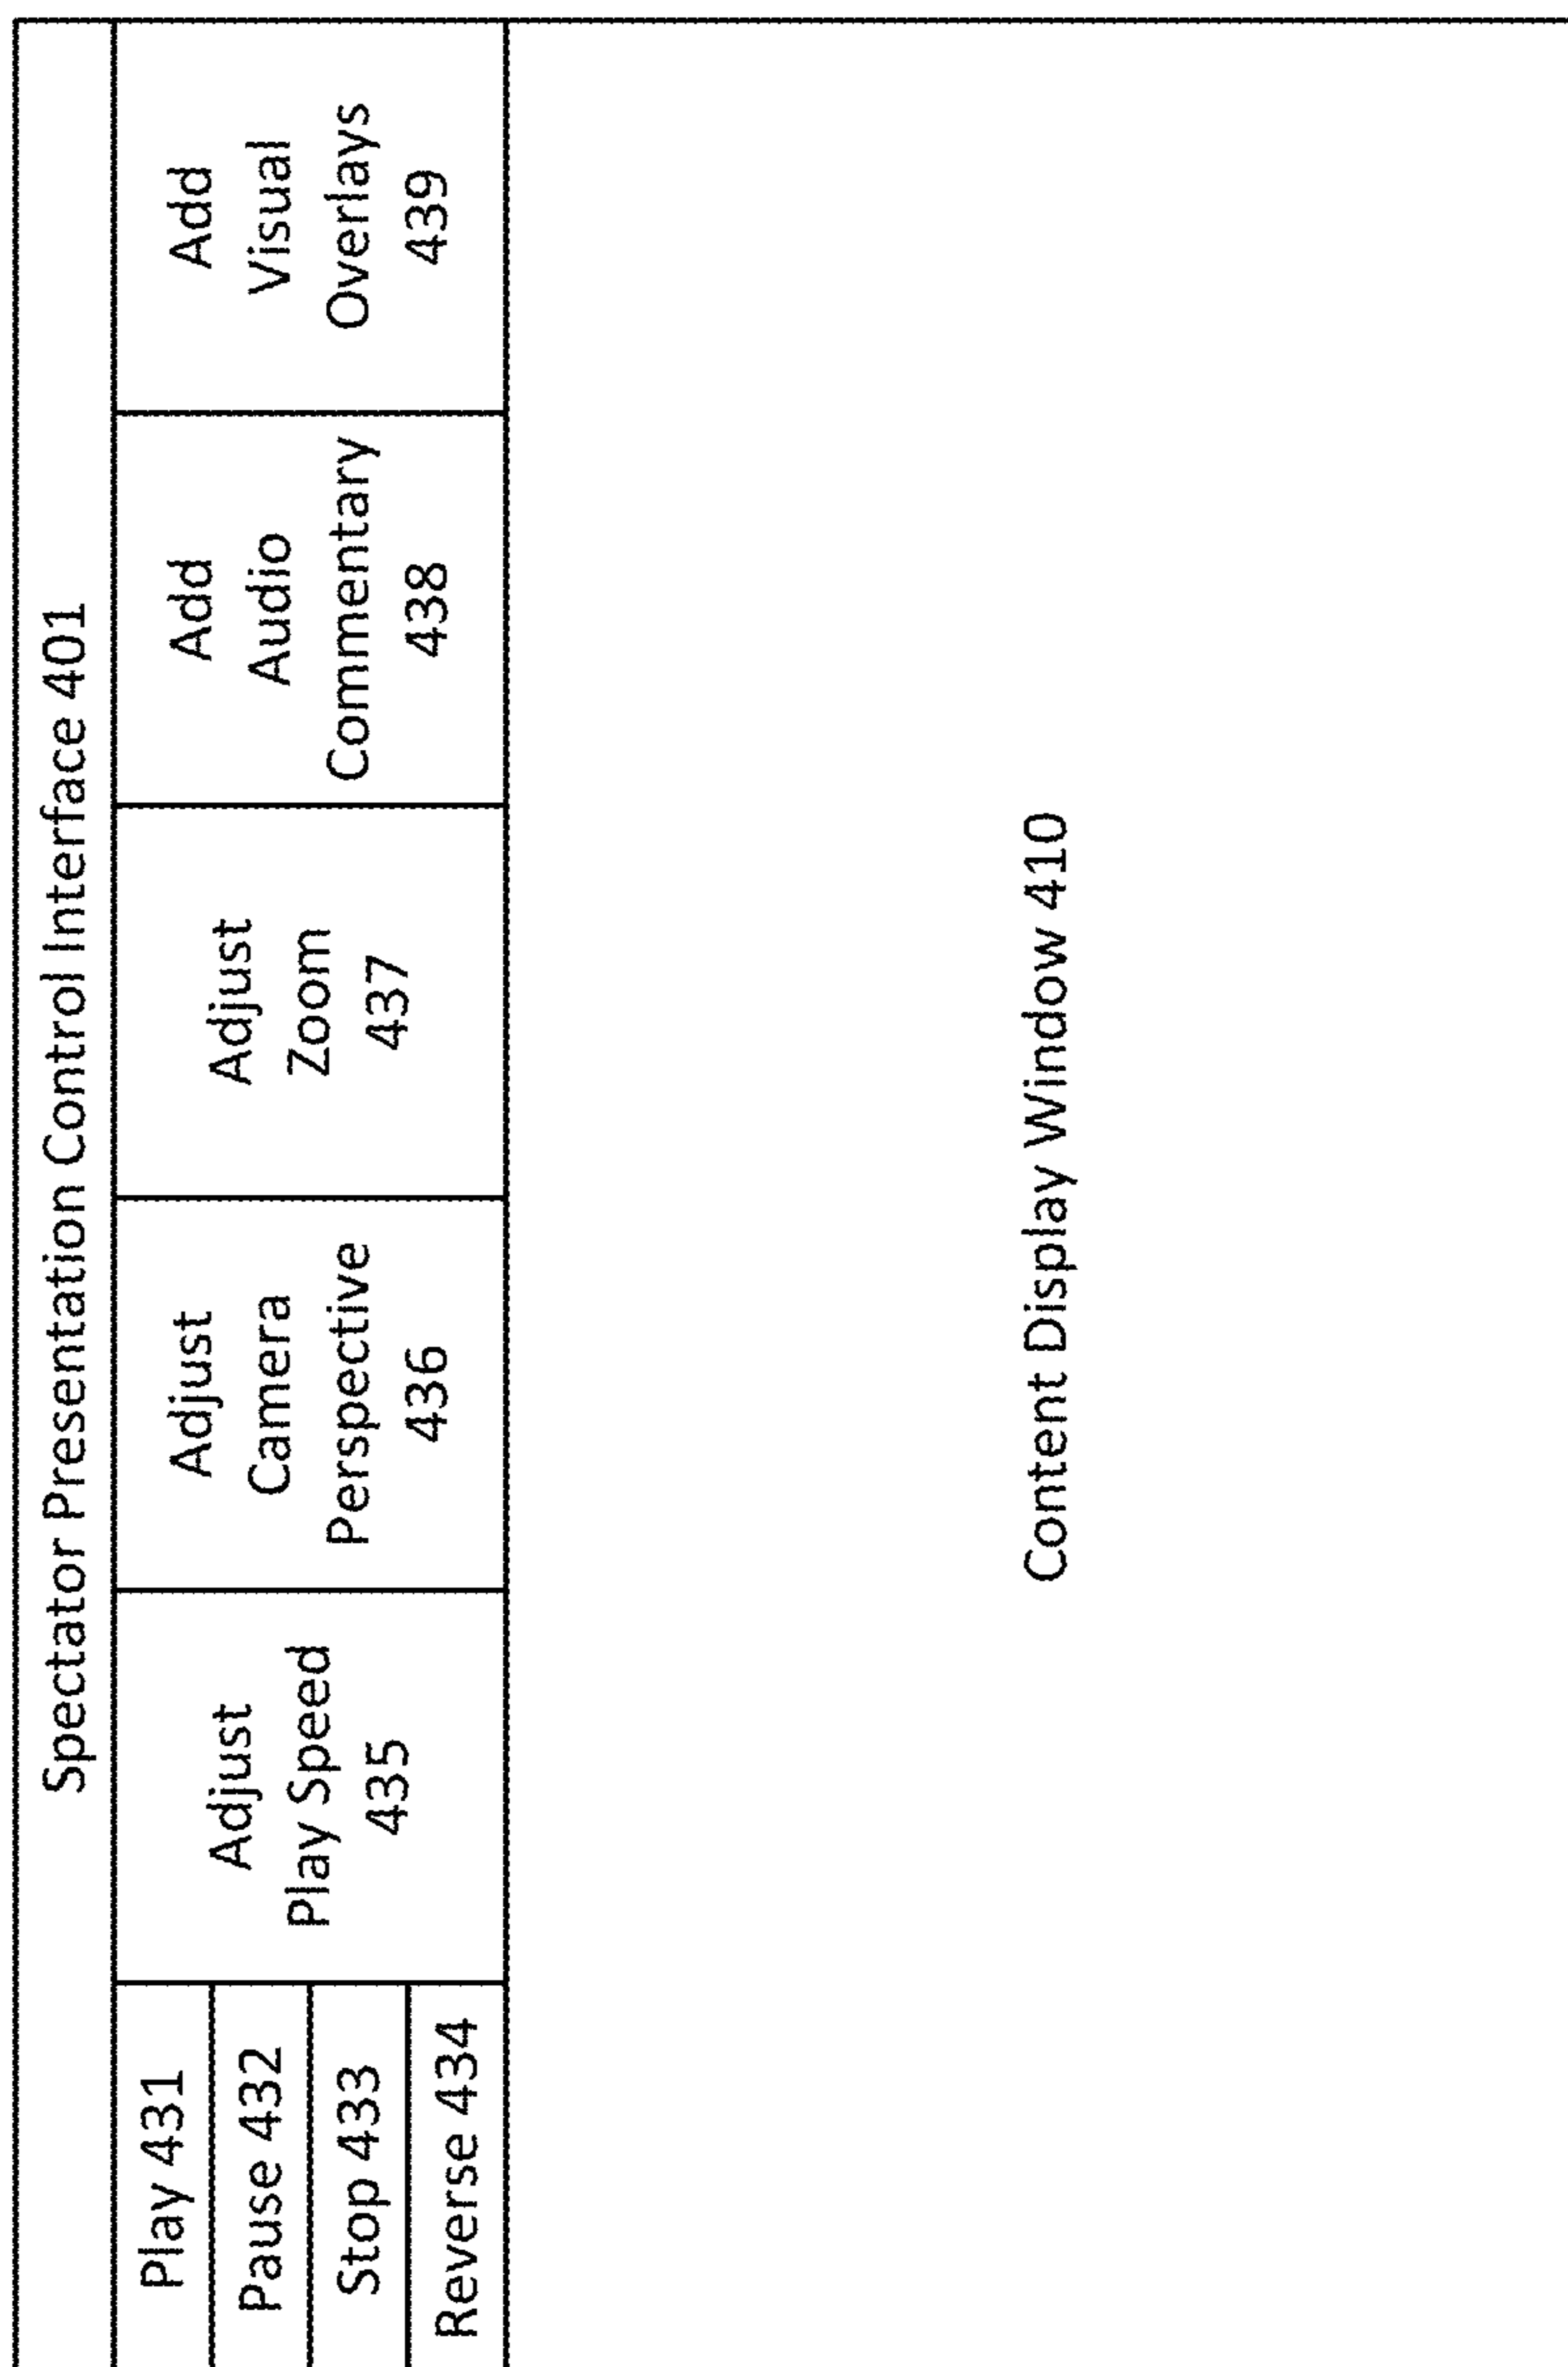 Spectator Presentation Control Interface 401
Play 431
Pause 432
Stop 433
Reverse 434
Adjust
Play Speed
435
Adjust
Camera
Perspective
436
Adjust
Zoom
437
Add
Audio
Commentary
438
Add
Visual
Overlays
439
Content Display Window 410